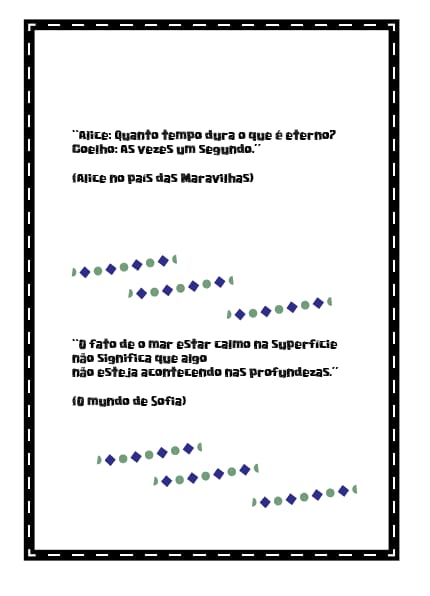 "Alice: Quanto tempo dura o que é eterno?
Coelho: As vezes um segundo."
(Alice no país das Maravilhas)
"O fato de o mar estar calmo na superfície
não significa que algo
não esteja acontecendo nas profundezas."
(O mundo de Sofia)